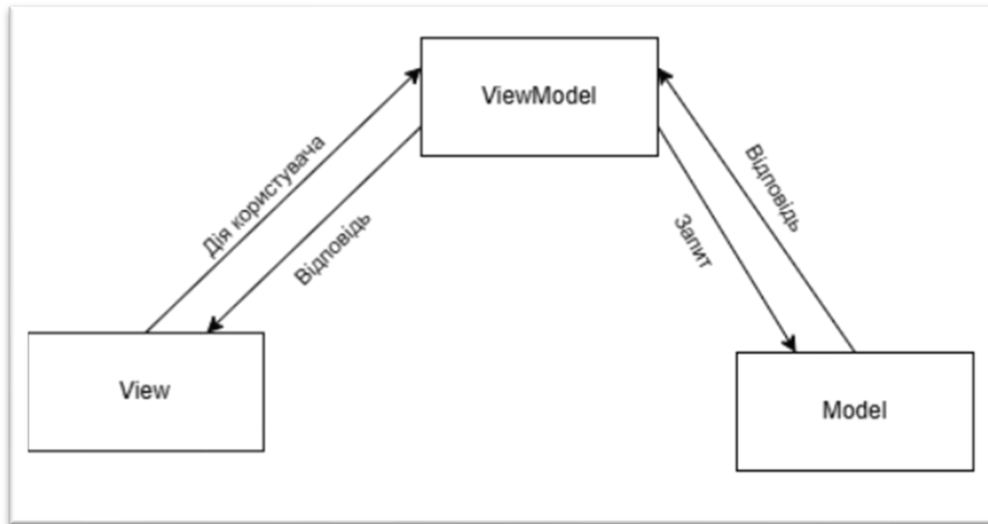 ViewModel
Дія користувача
Відповідь
Запит
Відповідь
View
Model